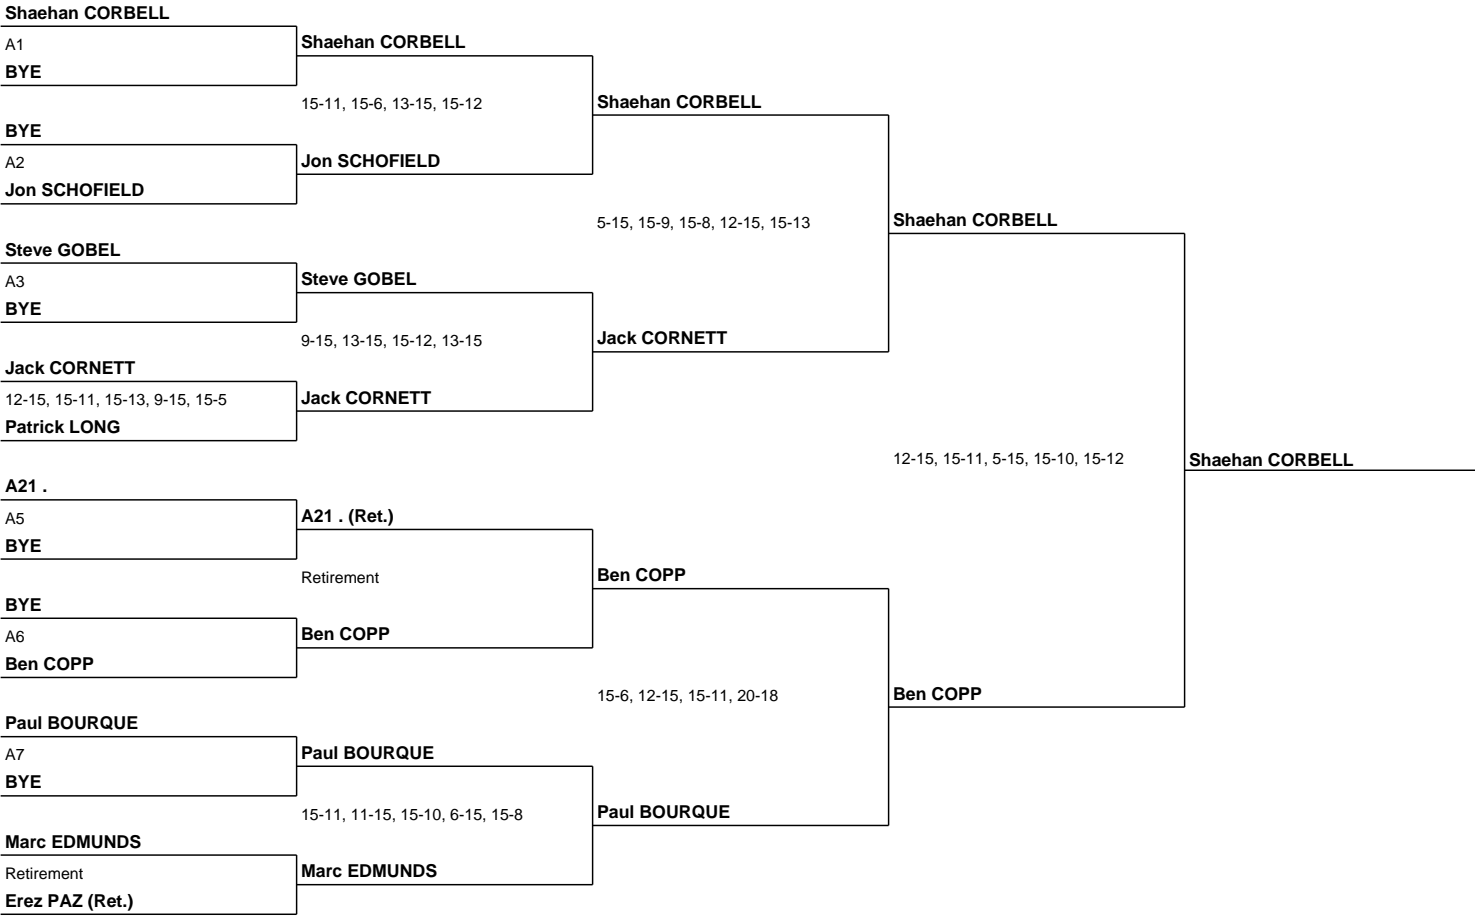 Shaehan CORBELL
A1
BYE
BYE
A2
Jon SCHOFIELD
Steve GOBEL
A3
BYE
Jack CORNETT
12-15, 15-11, 15-13, 9-15, 15-5
Patrick LONG
A21 .
A5
BYE
BYE
A6
Ben COPP
Paul BOURQUE
A7
BYE
Marc EDMUNDS
Retirement
Erez PAZ (Ret.)
Shaehan CORBELL
15-11, 15-6, 13-15, 15-12
Jon SCHOFIELD
Steve GOBEL
9-15, 13-15, 15-12, 13-15
Jack CORNETT
A21 . (Ret.)
Retirement
Ben COPP
Paul BOURQUE
15-11, 11-15, 15-10, 6-15, 15-8
Marc EDMUNDS
Shaehan CORBELL
5-15, 15-9, 15-8, 12-15, 15-13
Jack CORNETT
Ben COPP
15-6, 12-15, 15-11, 20-18
Paul BOURQUE
Shaehan CORBELL
12-15, 15-11, 5-15, 15-10, 15-12
Ben COPP
Shaehan CORBELL